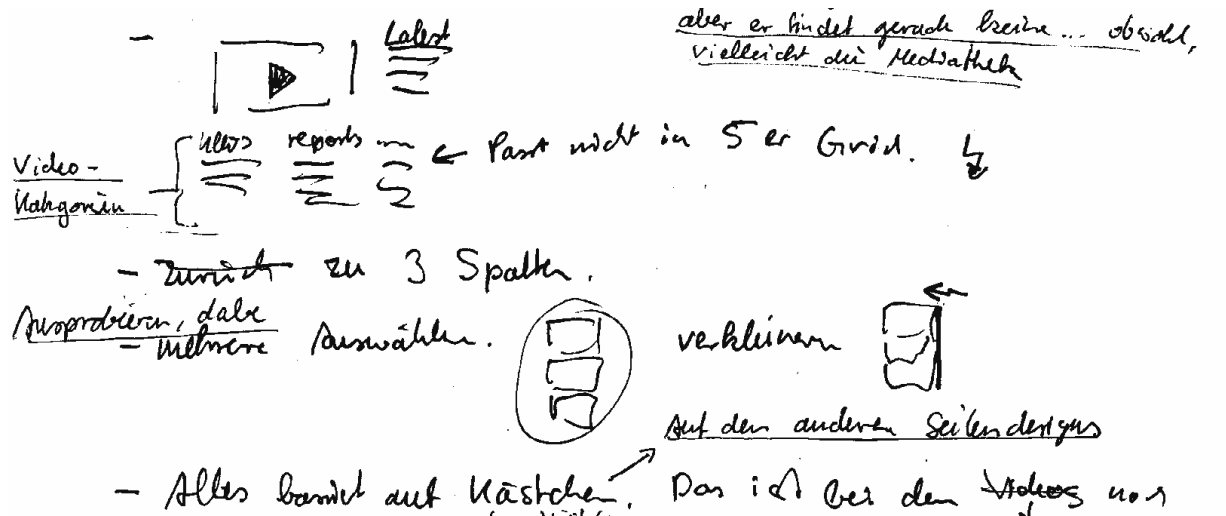 aber er findet gerade keine... obwohl,
vielleicht die Mediathek
Latest
news reports
← Passt nicht in 5er Grid.
Video-
Kategorien
- Zurück zu 3 Spalten.
Ausprobieren, dabe
- mehrere Auswählen. verkleinern
Auf den anderen Seitendesigns
- Alles basiert auf Kästchen. Das ist bei den Videos